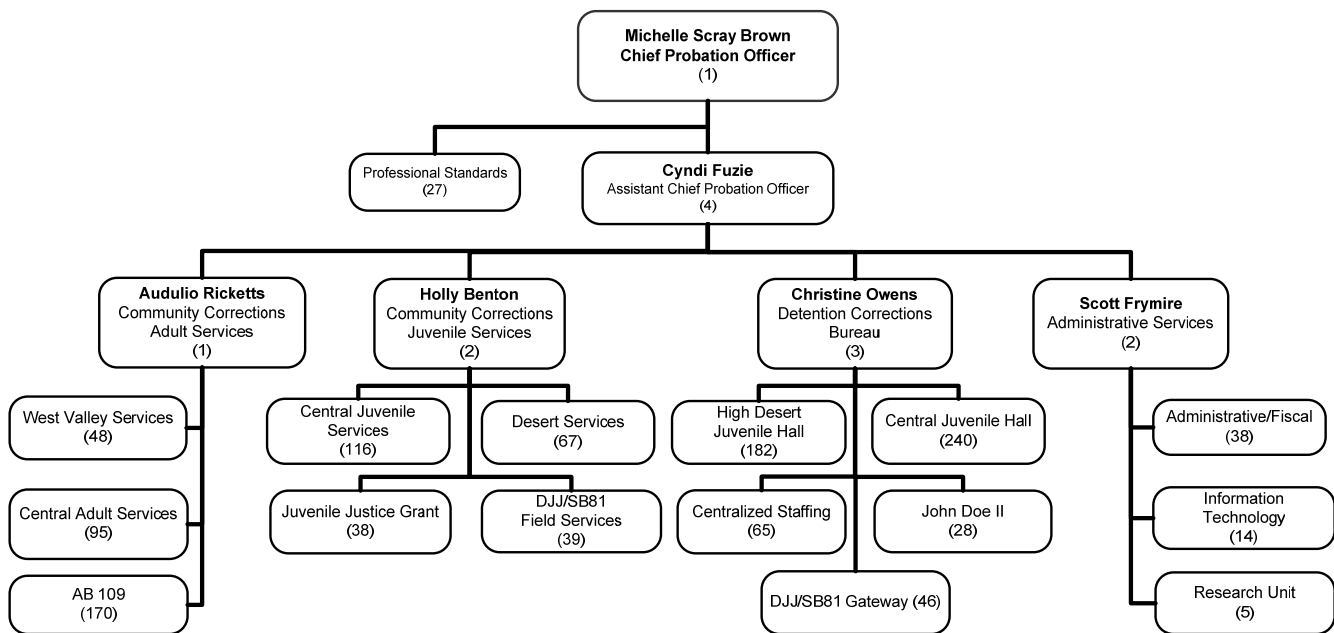 Michelle Scray Brown
Chief Probation Officer
(1)
Professional Standards
(27)
Cyndi Fuzie
Assistant Chief Probation Officer
(4)
Audulio Ricketts
Community Corrections
Adult Services
(1)
Holly Benton
Community Corrections
Juvenile Services
(2)
Christine Owens
Detention Corrections
Bureau
(3)
Scott Frymire
Administrative Services
(2)
West Valley Services
(48)
Central Adult Services
(95)
AB 109
(170)
Central Juvenile
Services
(116)
Desert Services
(67)
Juvenile Justice Grant
(38)
DJJ/SB81
Field Services
(39)
High Desert
Juvenile Hall
(182)
Central Juvenile Hall
(240)
Centralized Staffing
(65)
John Doe II
(28)
DJJ/SB81 Gateway (46)
Administrative/Fiscal
(38)
Information
Technology
(14)
Research Unit
(5)